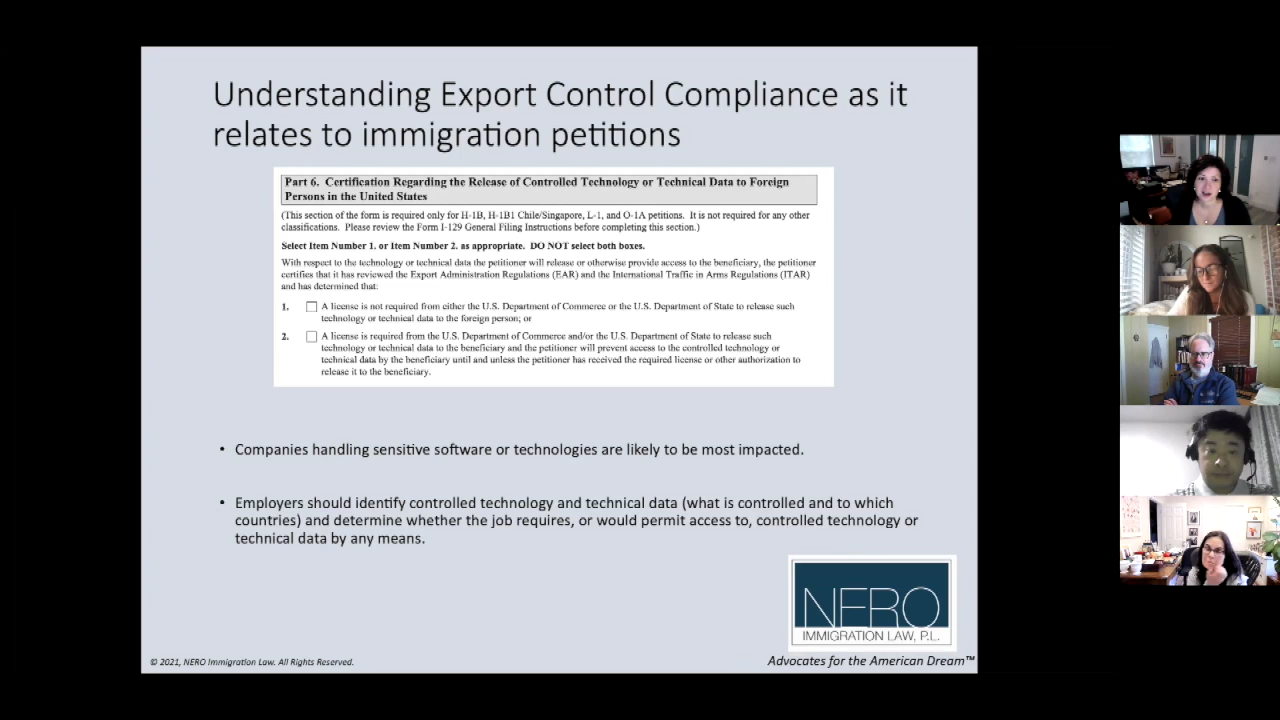 Understanding Export Control Compliance as it
relates to immigration petitions
Part 6. Certification Regarding the Release of Controlled Technology or Technical Data to Foreign
Persons in the United States
(This section of the form is required only for H-1B, H-1B1 Chile/Singapore, L-1, and O-1A petitions. It is not required for any other
classifications. Please review the Form I-129 General Filing Instructions before completing this section.)
Select Item Number 1. or Item Number 2. as appropriate. DO NOT select both boxes.
With respect to the technology or technical data the petitioner will release or otherwise provide access to the beneficiary, the petitioner
certifies that it has reviewed the Export Administration Regulations (EAR) and the International Traffic in Arms Regulations (ITAR)
and has determined that:
1. A license is not required from either the U.S. Department of Commerce or the U.S. Department of State to release such
technology or technical data to the foreign person; or
2. A license is required from the U.S. Department of Commerce and/or the U.S. Department of State to release such
technology or technical data to the beneficiary and the petitioner will prevent access to the controlled technology or
technical data by the beneficiary until and unless the petitioner has received the required license or other authorization to
release it to the beneficiary.
• Companies handling sensitive software or technologies are likely to be most impacted.
• Employers should identify controlled technology and technical data (what is controlled and to which
countries) and determine whether the job requires, or would permit access to, controlled technology or
technical data by any means.
NERO
IMMIGRATION LAW, P.L.
© 2021, NERO Immigration Law. All Rights Reserved.
Advocates for the American Dream™